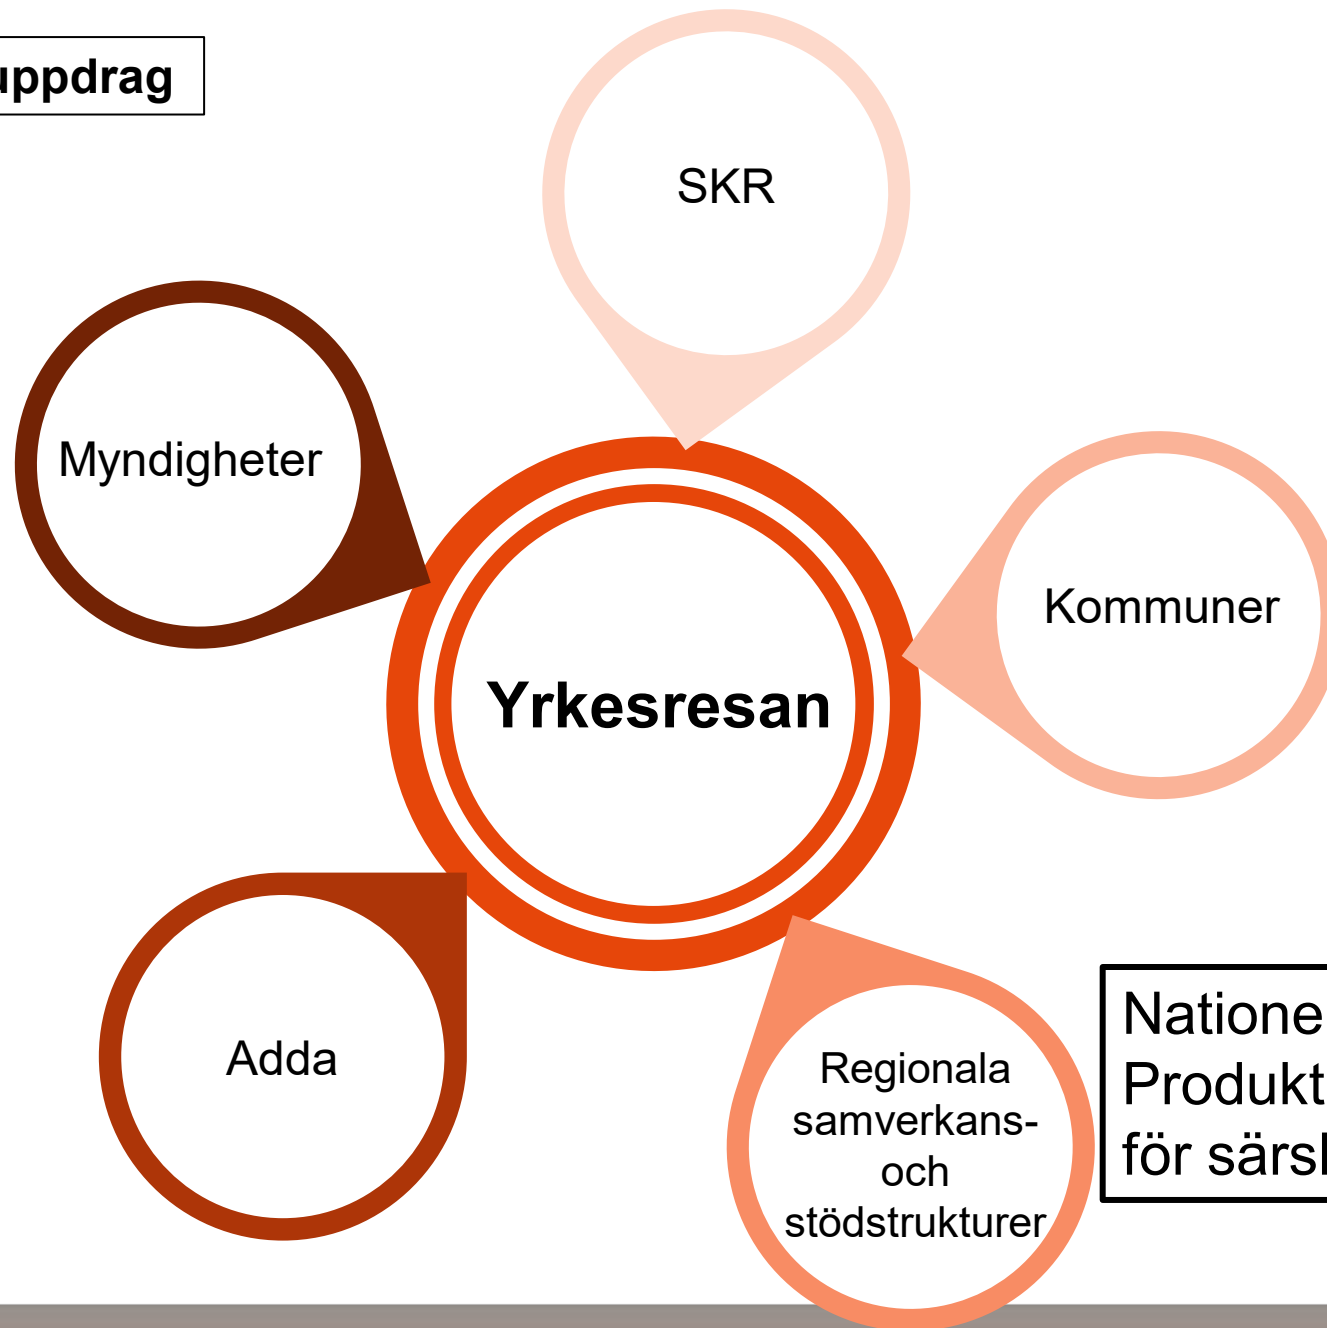 uppdrag
SKR
Myndigheter
Kommuner
Yrkesresan
Adda
Regionala
samverkans-
och
stödstrukturer
Natione
Produkt
för särsl